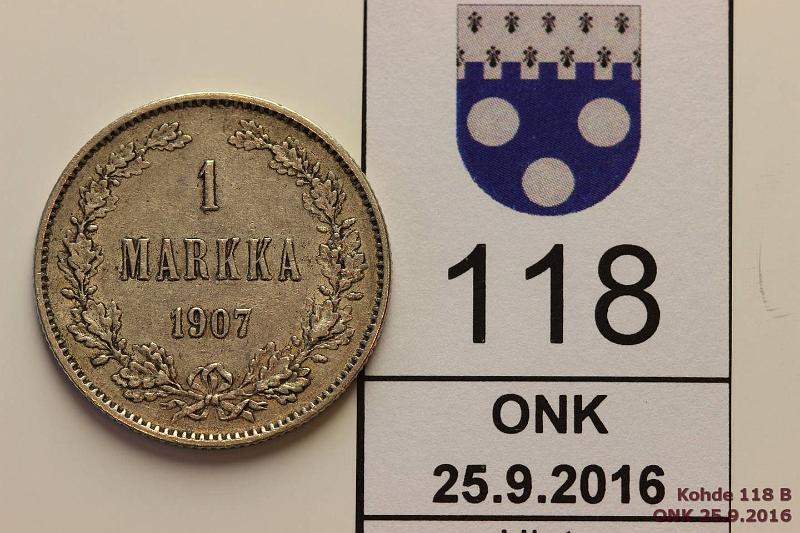 1
MARKKA
1907
118
ONK
25.9.2016
Kohde 118 B
ONK 25.9.2016